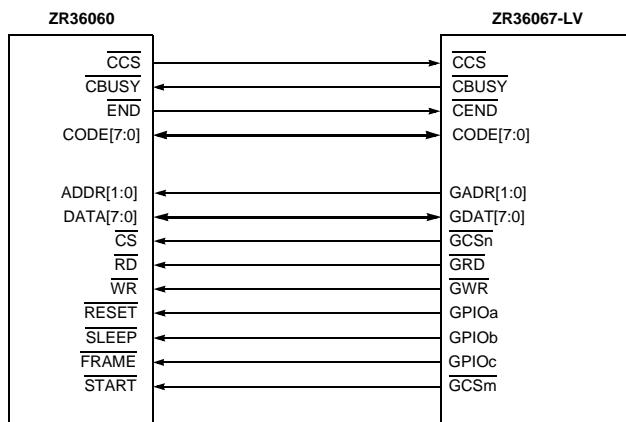 ZR36060 ZR36067-LV
CCS CCS
CBUSY CBUSY
END CEND
CODE[7:0] CODE[7:0]
ADDR[1:0] GADR[1:0]
DATA[7:0] GDAT[7:0]
CS GCSn
RD GRD
WR GWR
RESET GPIOa
SLEEP GPIOb
FRAME GPIOc
START GCSm